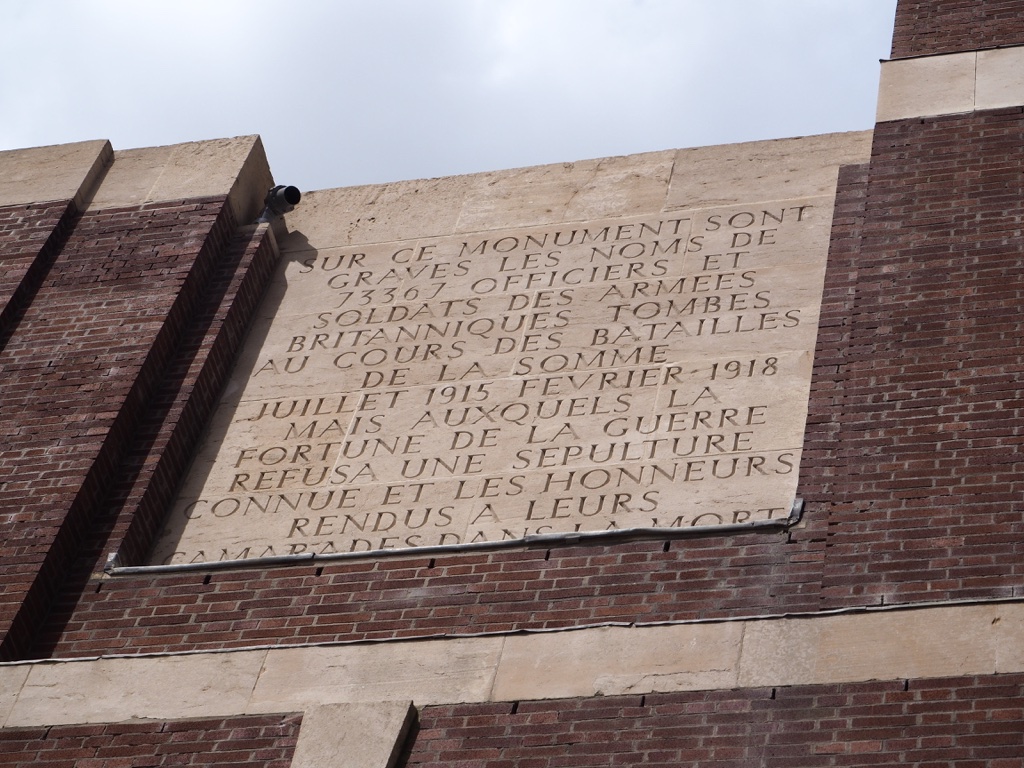 SUR CE MONUMENT SONT
GRAVES LES NOMS DE
73367 OFFICIERS ET
SOLDATS DES ARMEES
BRITANNIQUES TOMBES
AU COURS DES BATAILLES
DE LA SOMME
JUILLET 1915 FEVRIER 1918
MAIS AUXQUELS LA
FORTUNE DE LA GUERRE
REFUSA UNE SEPULTURE
CONNUE ET LES HONNEURS
RENDUS A LEURS
CAMARADES DANS LA MORT